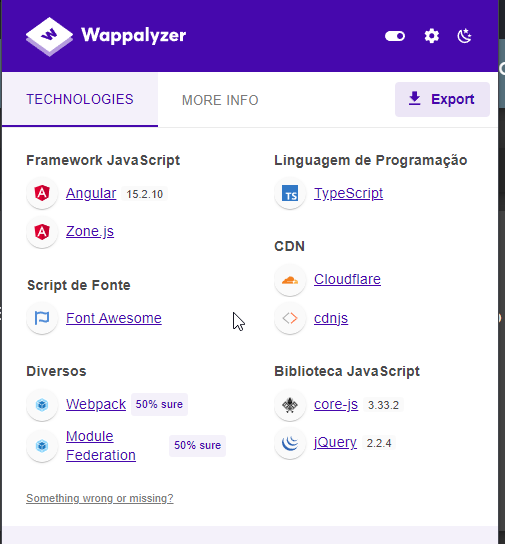 Wappalyzer
TECHNOLOGIES
MORE INFO
Export
Framework JavaScript
Angular 15.2.10
Zone.js
Script de Fonte
Font Awesome
Diversos
Webpack 50% sure
Module
Federation
50% sure
Something wrong or missing?
Linguagem de Programação
TS
TypeScript
CDN
Cloudflare
cdnjs
Biblioteca JavaScript
core-js 3.33.2
jQuery 2.2.4